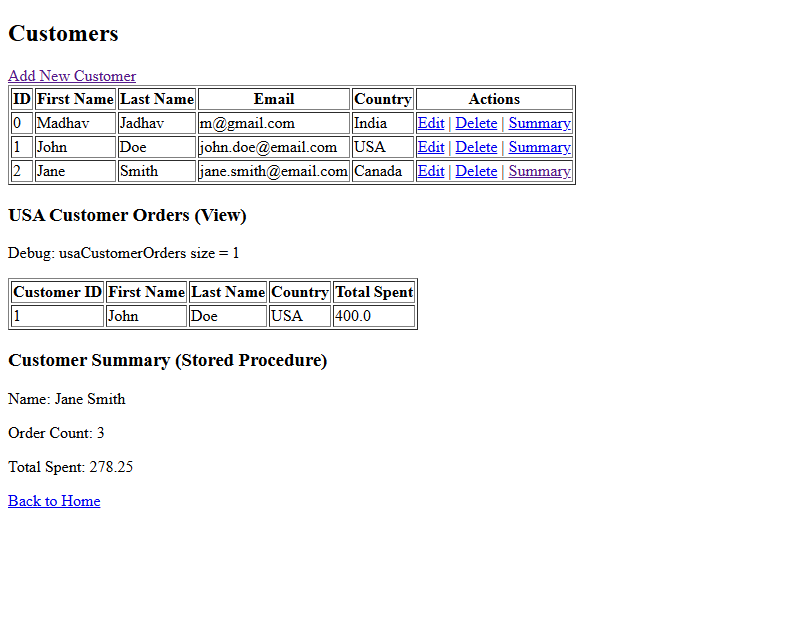 Customers
Add New Customer
ID First Name Last Name Email Country Actions
0 Madhav Jadhav m@gmail.com India Edit | Delete | Summary
1 John Doe john.doe@email.com USA Edit | Delete | Summary
2 Jane Smith jane.smith@email.com Canada Edit | Delete | Summary
USA Customer Orders (View)
Debug: usaCustomerOrders size = 1
Customer ID First Name Last Name Country Total Spent
1 John Doe USA 400.0
Customer Summary (Stored Procedure)
Name: Jane Smith
Order Count: 3
Total Spent: 278.25
Back to Home